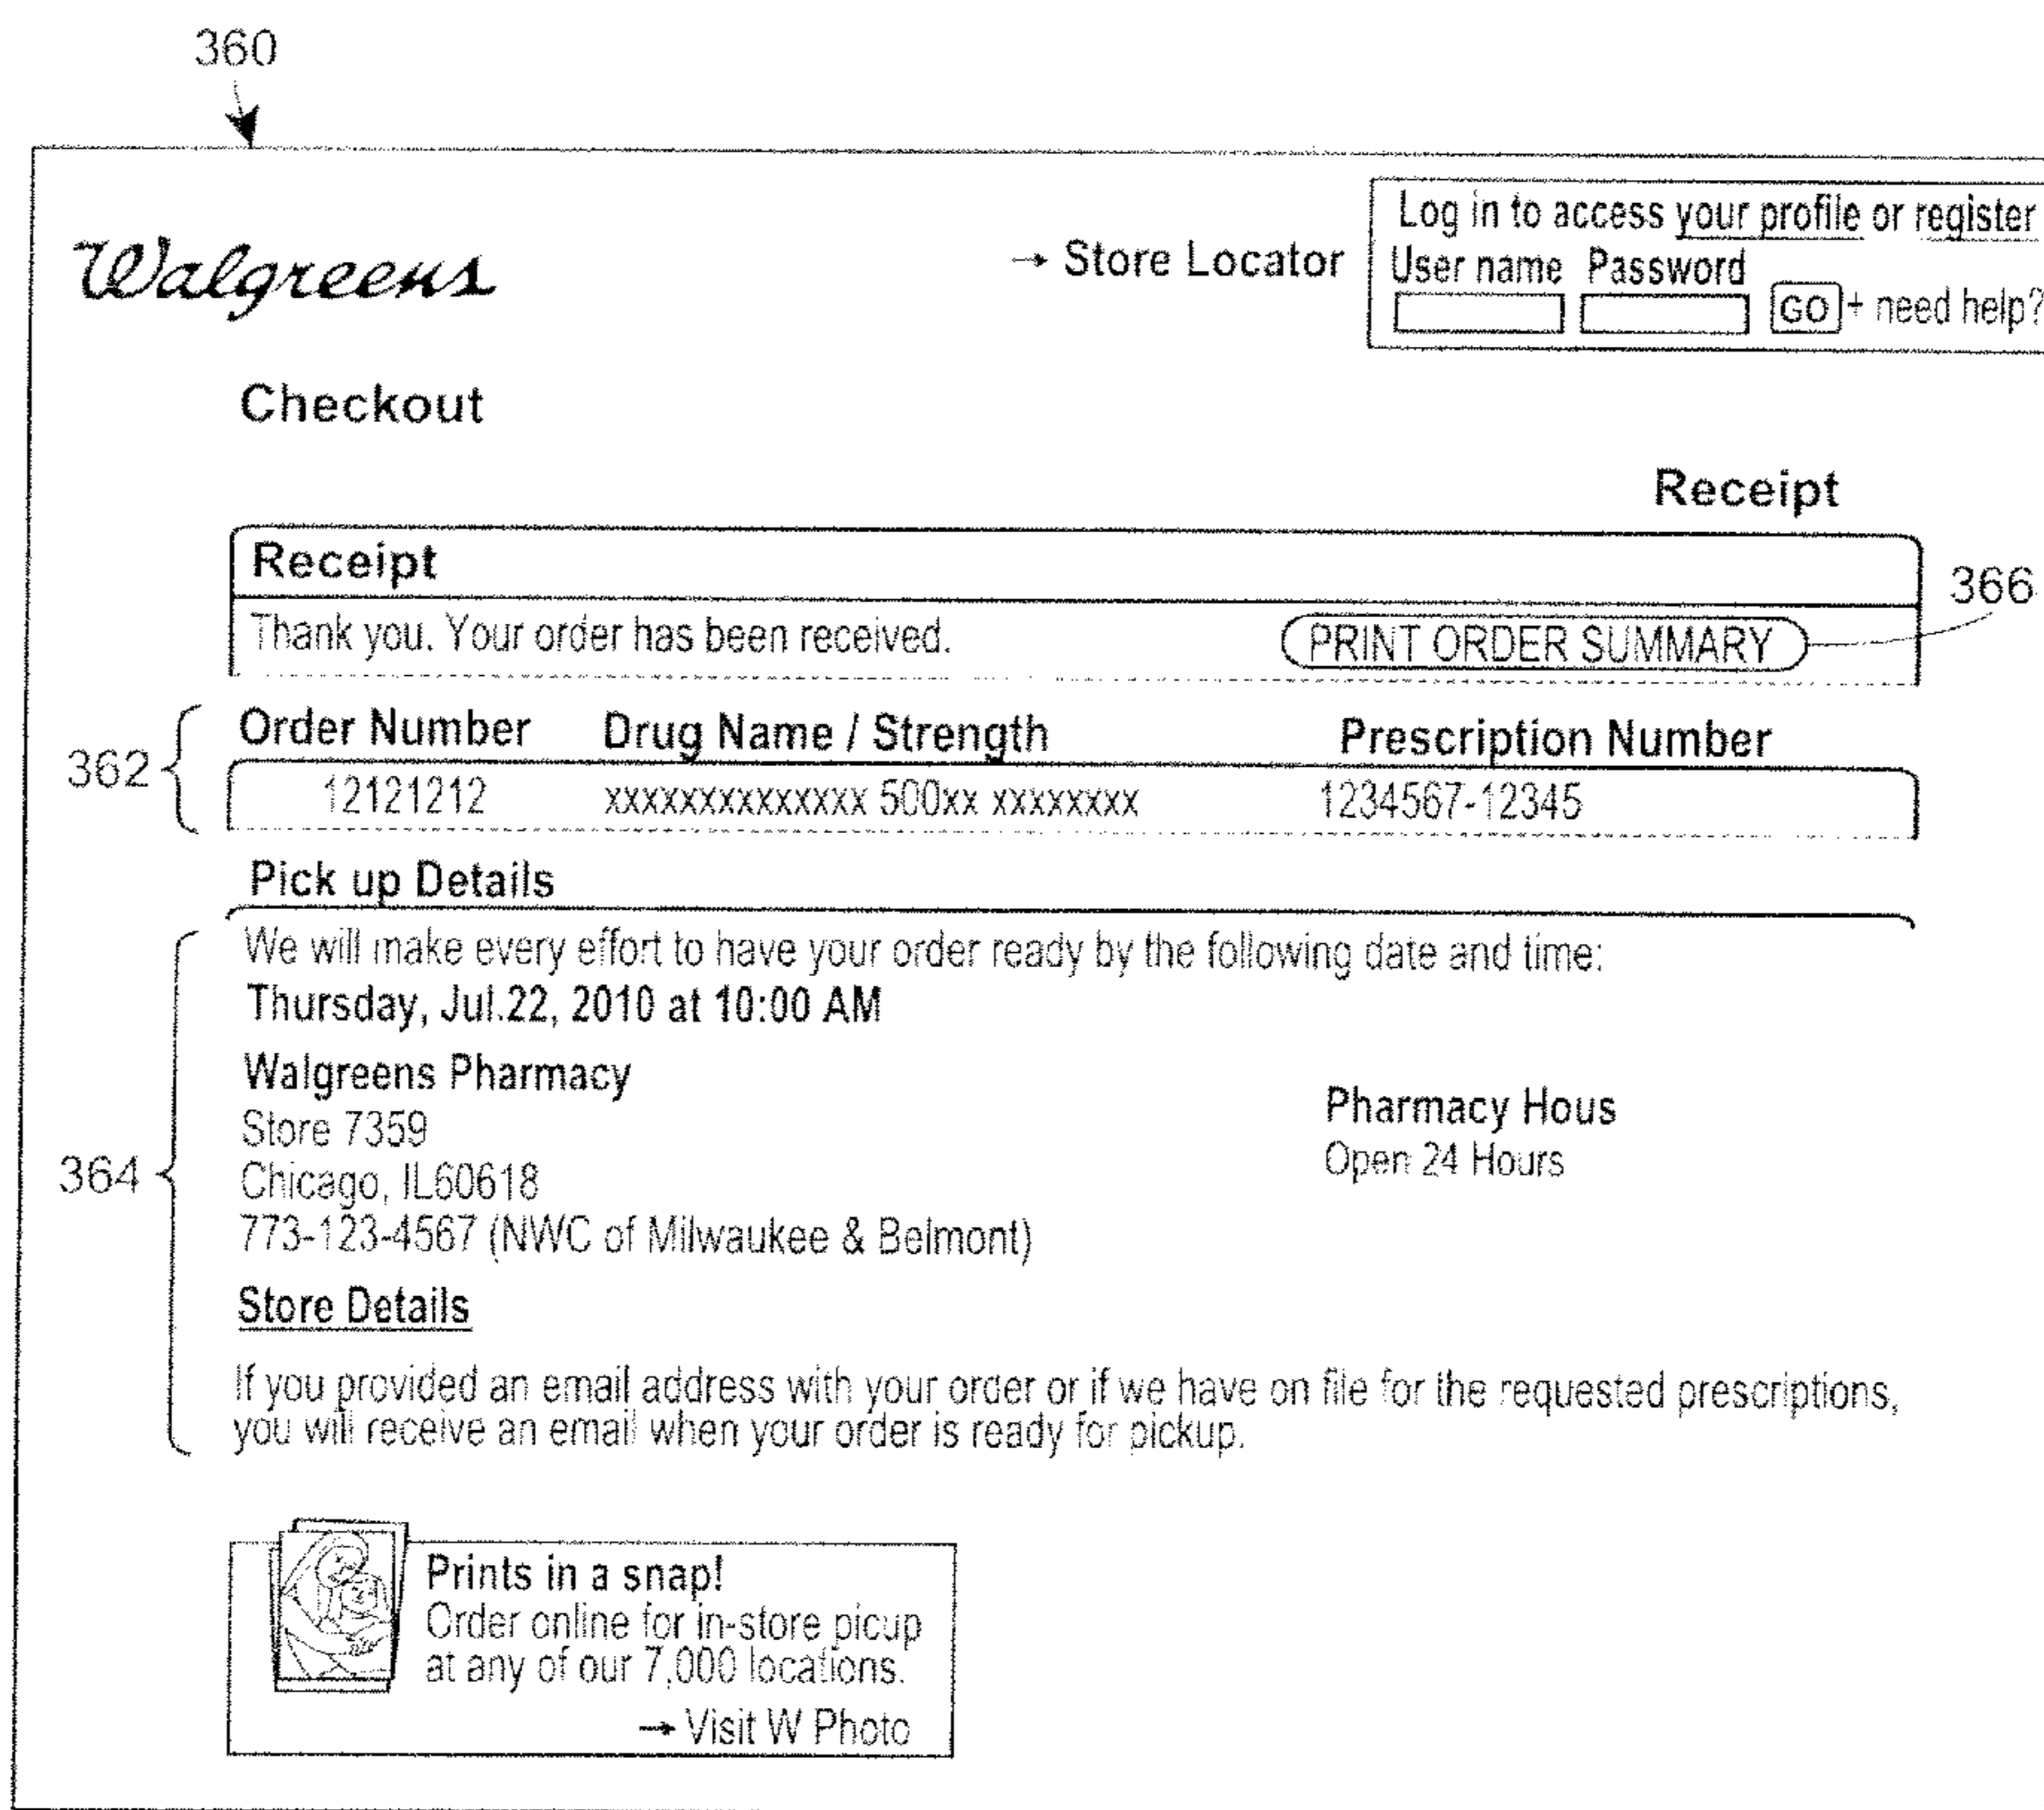 360
Walgreens
→ Store Locator
Log in to access your profile or register
User name Password
GO + need help?
Checkout
Receipt
Receipt
Thank you. Your order has been received.
PRINT ORDER SUMMARY
366
Order Number Drug Name / Strength Prescription Number
362
12121212 xxxxxxxxxxxxxx 500xx xxxxxxxx 1234567-12345
Pick up Details
We will make every effort to have your order ready by the following date and time:
Thursday, Jul.22, 2010 at 10:00 AM
Walgreens Pharmacy
Store 7359
Chicago, IL60618
773-123-4567 (NWC of Milwaukee & Belmont)
Pharmacy Hous
Open 24 Hours
364
Store Details
If you provided an email address with your order or if we have on file for the requested prescriptions,
you will receive an email when your order is ready for pickup.
Prints in a snap!
Order online for in-store picup
at any of our 7,000 locations.
→ Visit W Photo